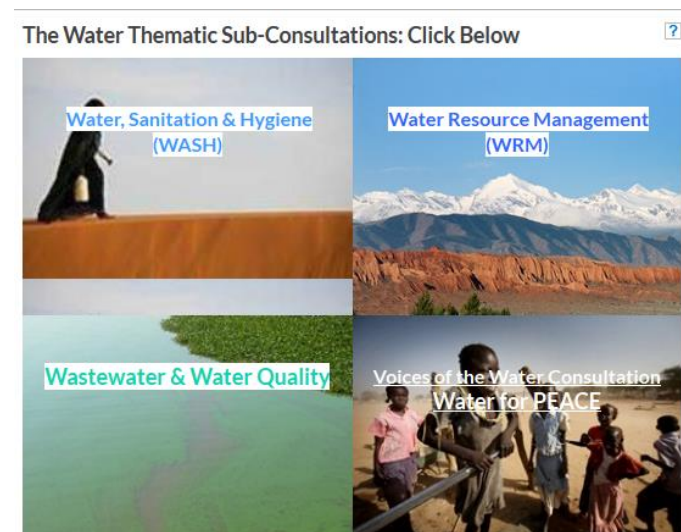 The Water Thematic Sub-Consultations: Click Below
?
Water, Sanitation & Hygiene
(WASH)
Water Resource Management
(WRM)
Wastewater & Water Quality
Voices of the Water Consultation
Water for PEACE